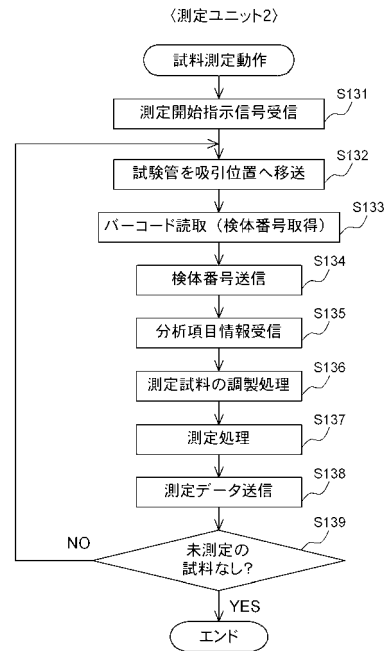 〈測定ユニット2〉
試料測定動作
S131
測定開始指示信号受信
S132
試験管を吸引位置へ移送
S133
バーコード読取（検体番号取得）
S134
検体番号送信
S135
分析項目情報受信
S136
測定試料の調製処理
S137
測定処理
S138
測定データ送信
S139
未測定の
試料なし?
NO
YES
エンド